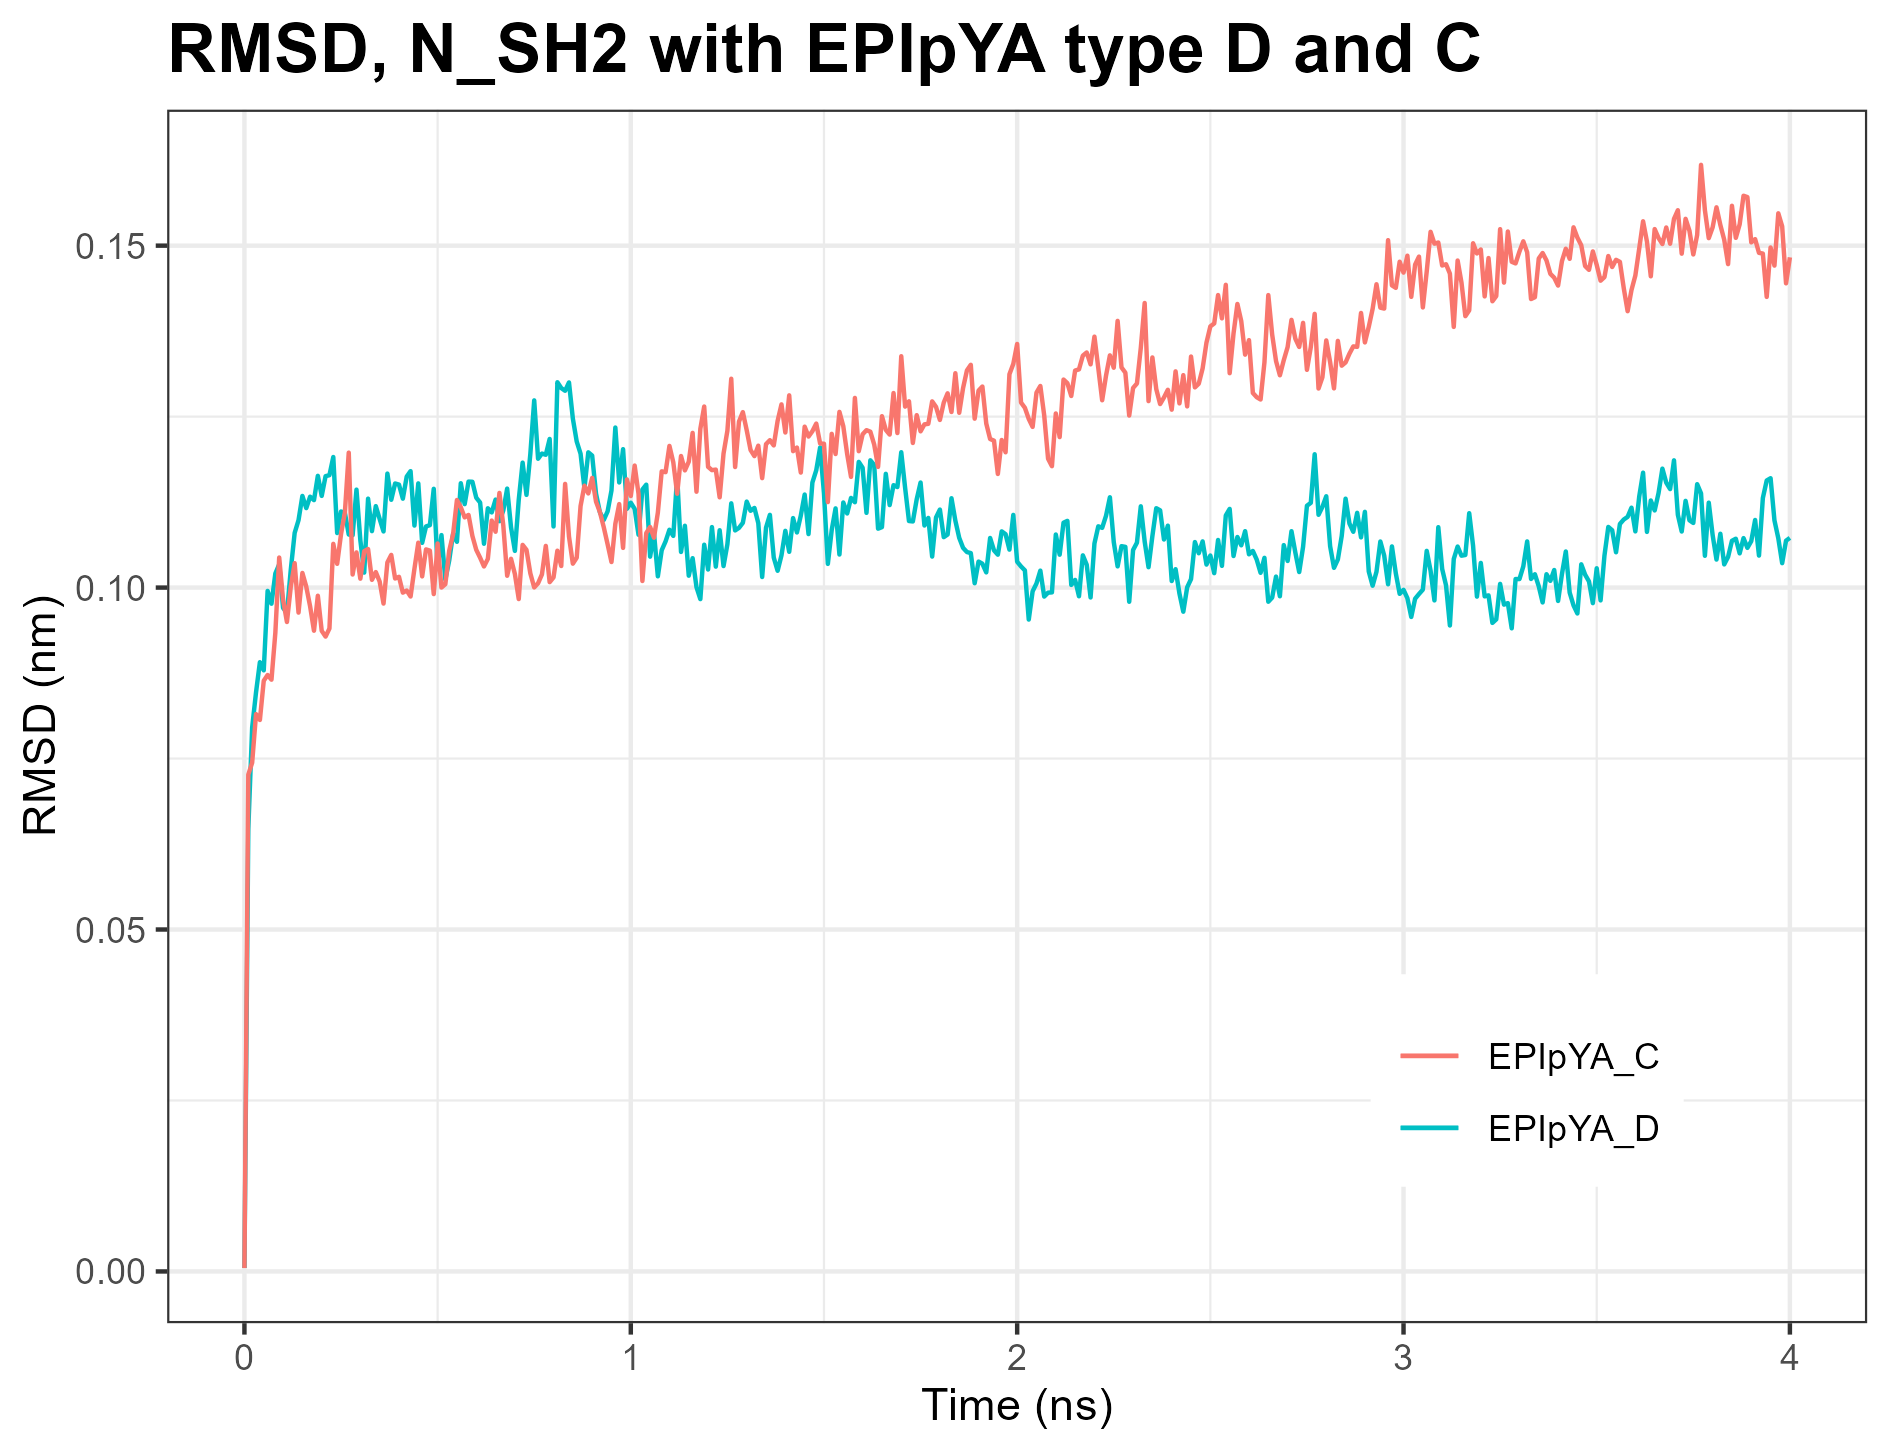 RMSD, N_SH2 with EPIpYA type D and C
RMSD (nm)
0.15
0.10
0.05
0.00
EPIpYA_C
EPIpYA_D
0 1 2 3 4
Time (ns)